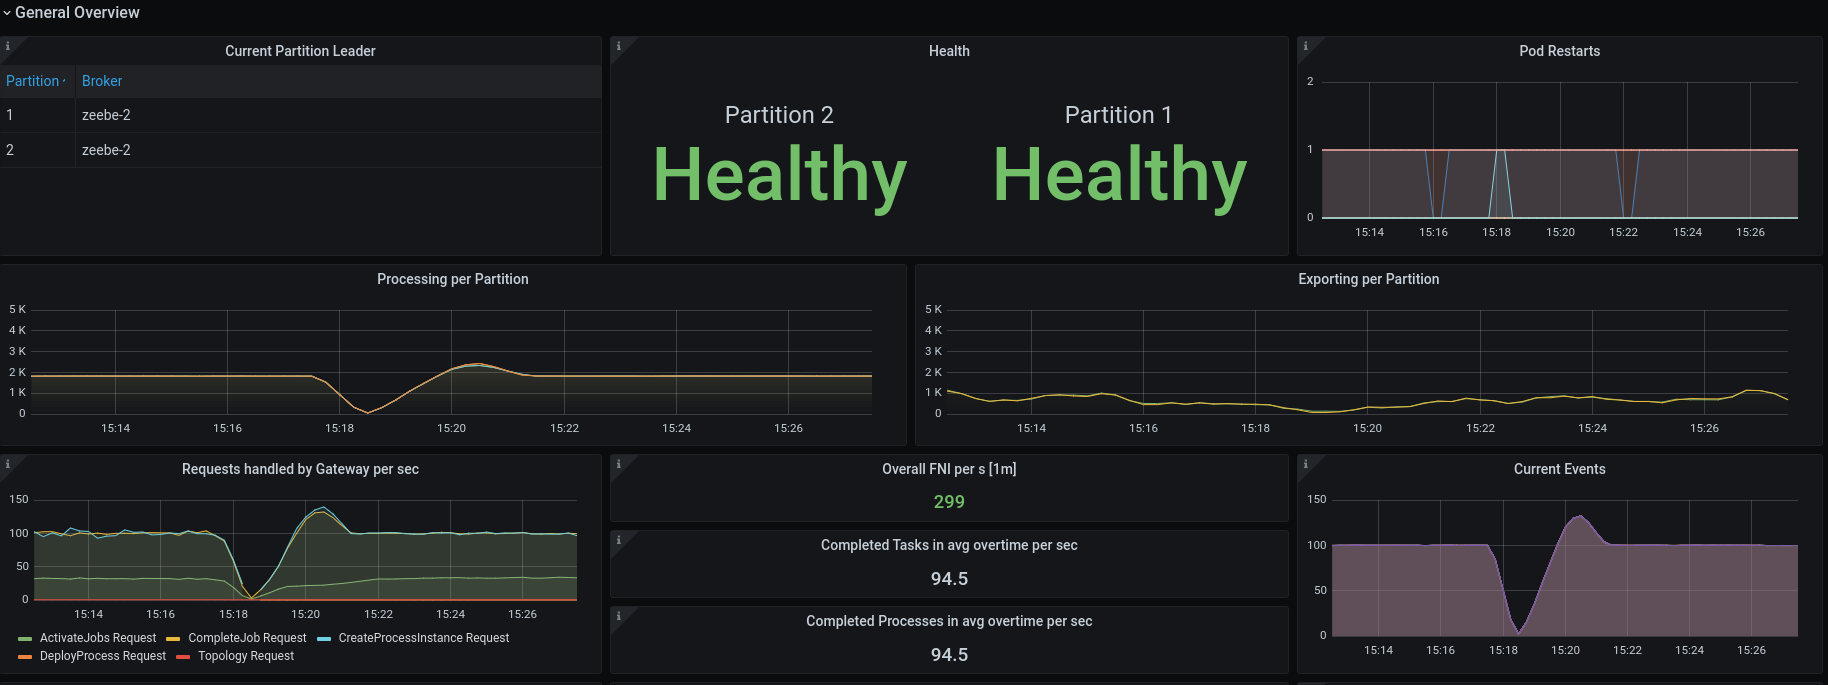 General Overview
Current Partition Leader
Partition Broker
1 zeebe-2
2 zeebe-2
Health
Partition 2 Partition 1
Healthy Healthy
Pod Restarts
2
1
0
15:14 15:16 15:18 15:20 15:22 15:24 15:26
Processing per Partition
5 K
4 K
3 K
2 K
1 K
0
15:14 15:16 15:18 15:20 15:22 15:24 15:26
Exporting per Partition
5 K
4 K
3 K
2 K
1 K
0
15:14 15:16 15:18 15:20 15:22 15:24 15:26
Requests handled by Gateway per sec
150
100
50
0
15:14 15:16 15:18 15:20 15:22 15:24 15:26
ActivateJobs Request CompleteJob Request CreateProcessInstance Request
DeployProcess Request Topology Request
Overall FNI per s [1m]
299
Completed Tasks in avg overtime per sec
94.5
Completed Processes in avg overtime per sec
94.5
Current Events
150
100
50
0
15:14 15:16 15:18 15:20 15:22 15:24 15:26